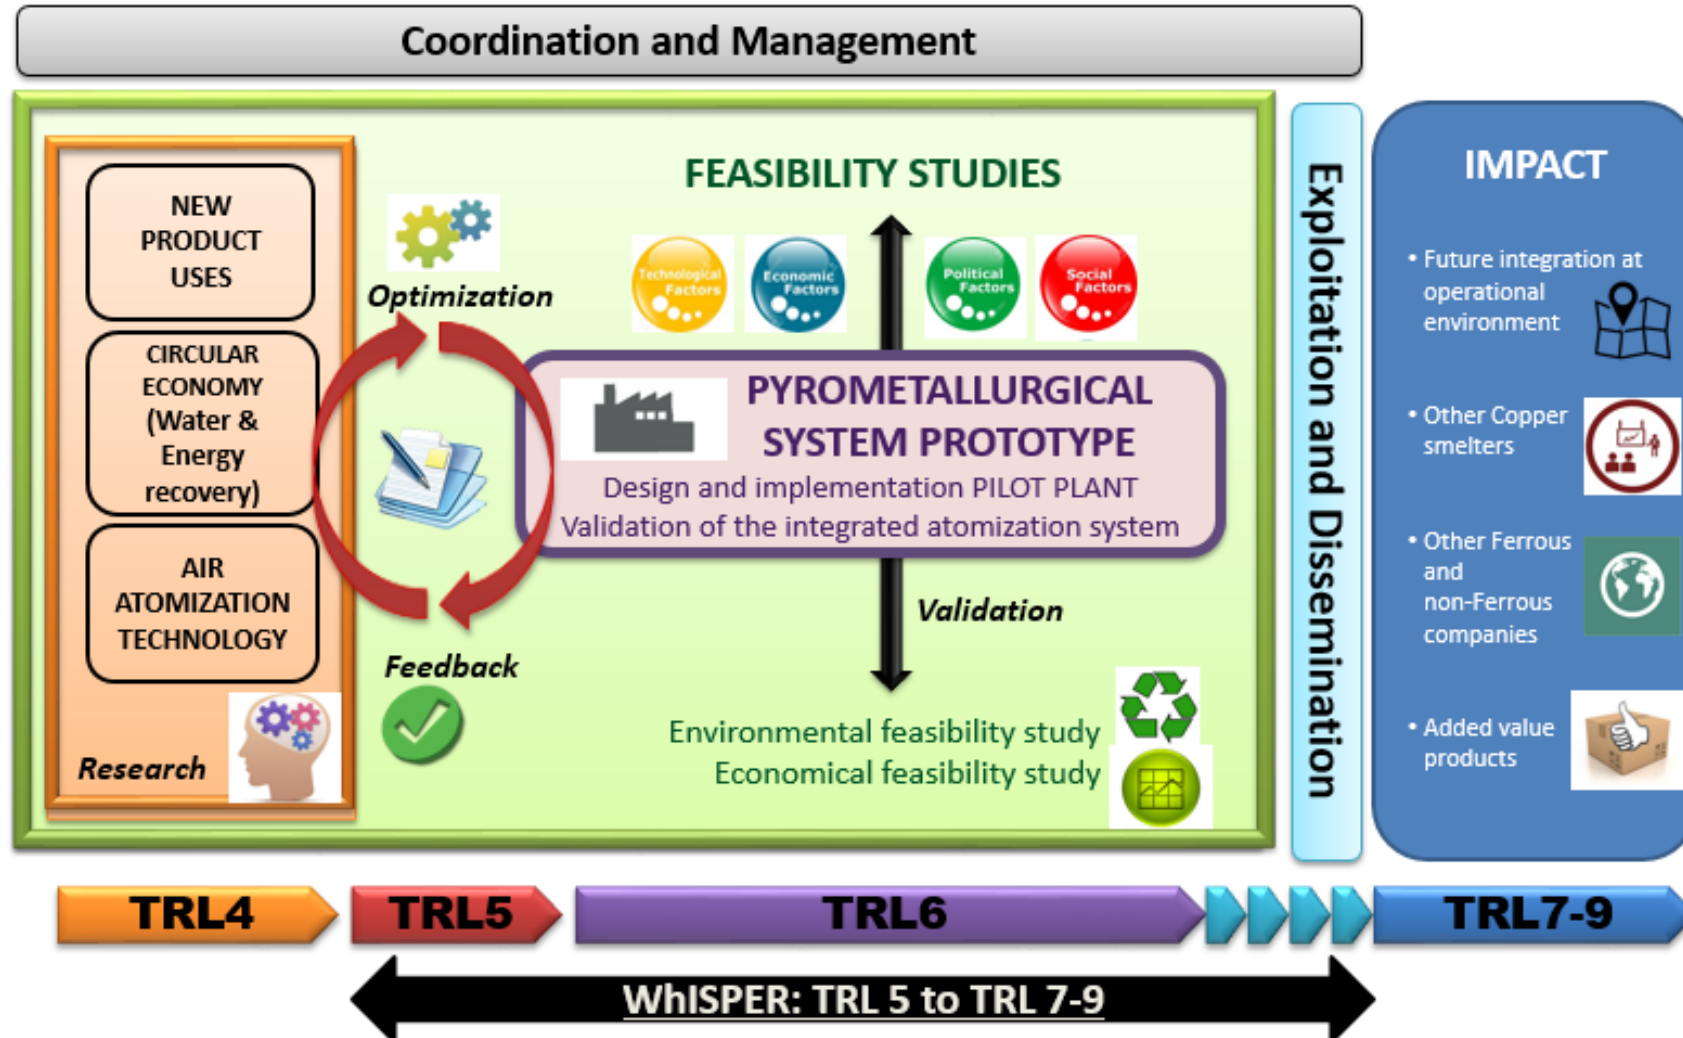 Coordination and Management
NEW
PRODUCT
USES
CIRCULAR
ECONOMY
(Water &
Energy
recovery)
AIR
ATOMIZATION
TECHNOLOGY
Research
Optimization
Feedback
FEASIBILITY STUDIES
Technological
Factors
Economic
Factors
Political
Factors
Social
Factors
PYROMETALLURGICAL
SYSTEM PROTOTYPE
Design and implementation PILOT PLANT
Validation of the integrated atomization system
Validation
Environmental feasibility study
Economical feasibility study
Exploitation and Dissemination
IMPACT
• Future integration at
operational
environment
• Other Copper
smelters
• Other Ferrous
and
non-Ferrous
companies
• Added value
products
TRL4
TRL5
TRL6
TRL7-9
WhISPER: TRL 5 to TRL 7-9